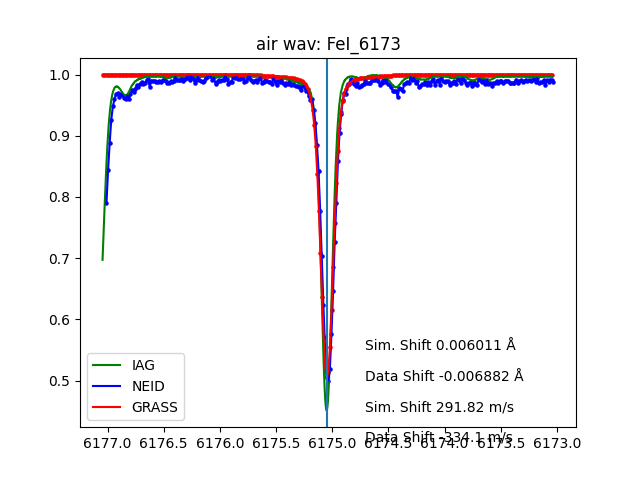 air wav: FeI_6173
1.0
0.9
0.8
0.7
0.6
0.5
Sim. Shift 0.006011 Å
Data Shift -0.006882 Å
Sim. Shift 291.82 m/s
Data Shift -334.1 m/s
IAG
NEID
GRASS
6177.0 6176.5 6176.0 6175.5 6175.0 6174.5 6174.0 6173.5 6173.0